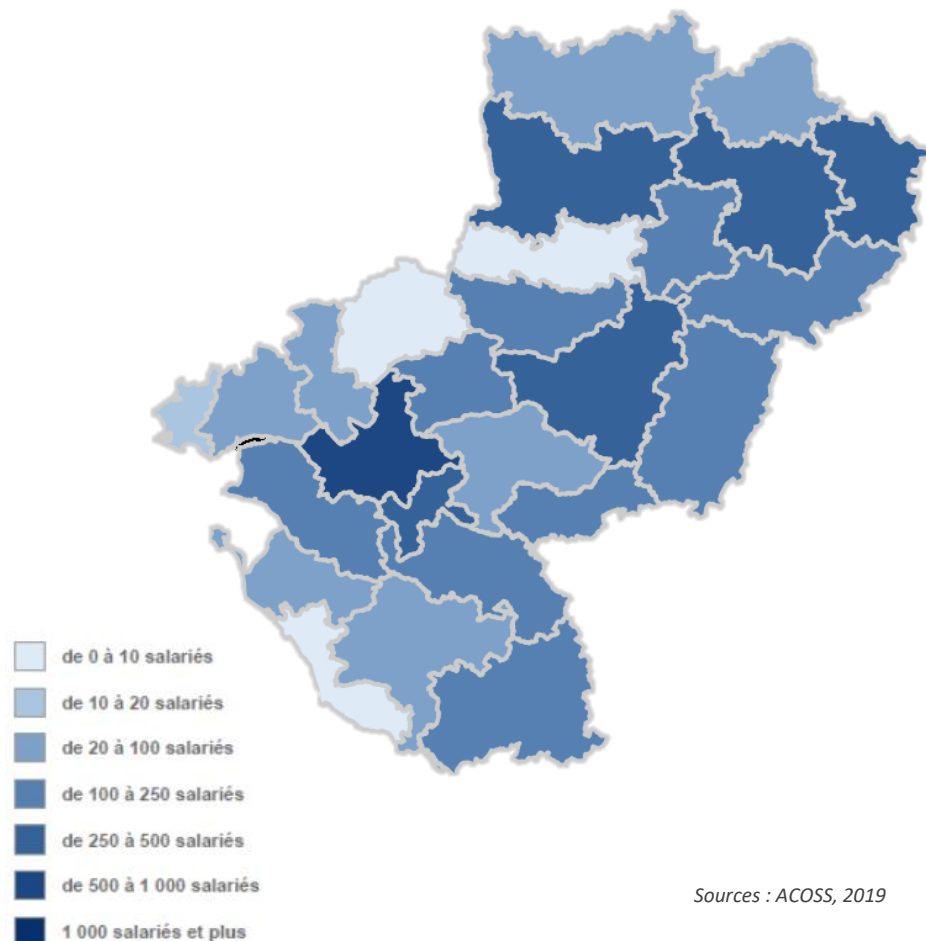 de 0 à 10 salariés
de 10 à 20 salariés
de 20 à 100 salariés
de 100 à 250 salariés
de 250 à 500 salariés
de 500 à 1 000 salariés
1 000 salariés et plus
Sources : ACOSS, 2019